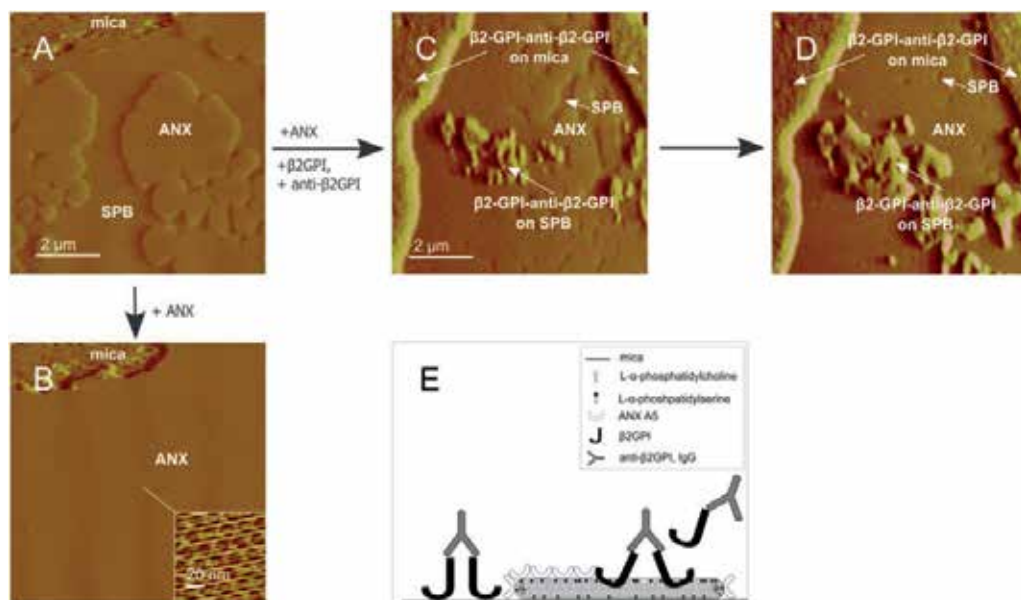 A
mica
ANX
SPB
2 µm
+ANX
+β2GPI,
+ anti-β2GPI
C
β2-GPI-anti-β2-GPI
on mica
SPB
ANX
β2-GPI-anti-β2-GPI
on SPB
2 µm
D
β2-GPI-anti-β2-GPI
on mica
SPB
ANX
β2-GPI-anti-β2-GPI
on SPB
+ ANX
B
mica
ANX
20 nm
E
mica
L-α-phosphatidylcholine
L-α-phoshpatidylserine
ANX A5
β2GPI
anti-β2GPI, IgG